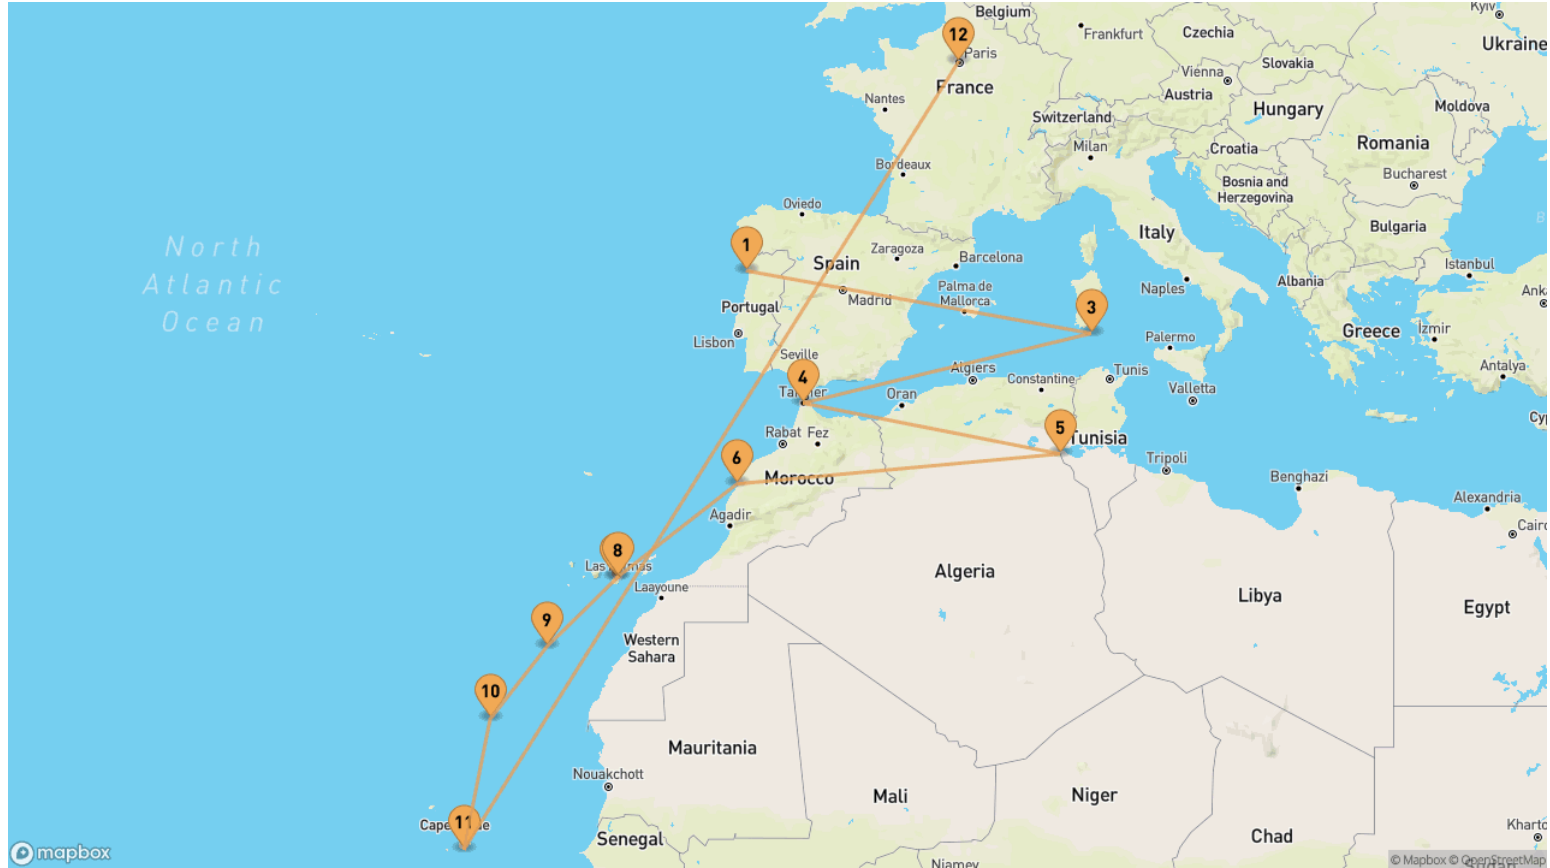 Belgium
Kyiv
12
Frankfurt
Czechia
Ukraine
Paris
Slovakia
Vienna
France
Austria
Nantes
Hungary
Moldova
Switzerland
Milan
Croatia
Romania
Bordeaux
Bucharest
Bosnia and
Herzegovina
Oviedo
Bulgaria
North
Atlantic
Ocean
1
Zaragoza
Italy
Spain
Barcelona
Istanbul
Albania
Palma de
Mallorca
Naples
Madrid
Portugal
3
Greece
Izmir
Lisbon
Palermo
Seville
Algiers
Tunis
Antalya
4
Constantine
Valletta
Oran
5
Rabat
Fez
Tunisia
6
Tripoli
Morocco
Benghazi
Alexandria
Agadir
8
Algeria
Laayoune
Libya
Egypt
9
Western
Sahara
10
Mauritania
Nouakchott
Mali
Niger
11
Senegal
Chad
Niamey
mapbox
© Mapbox © OpenStreetMap